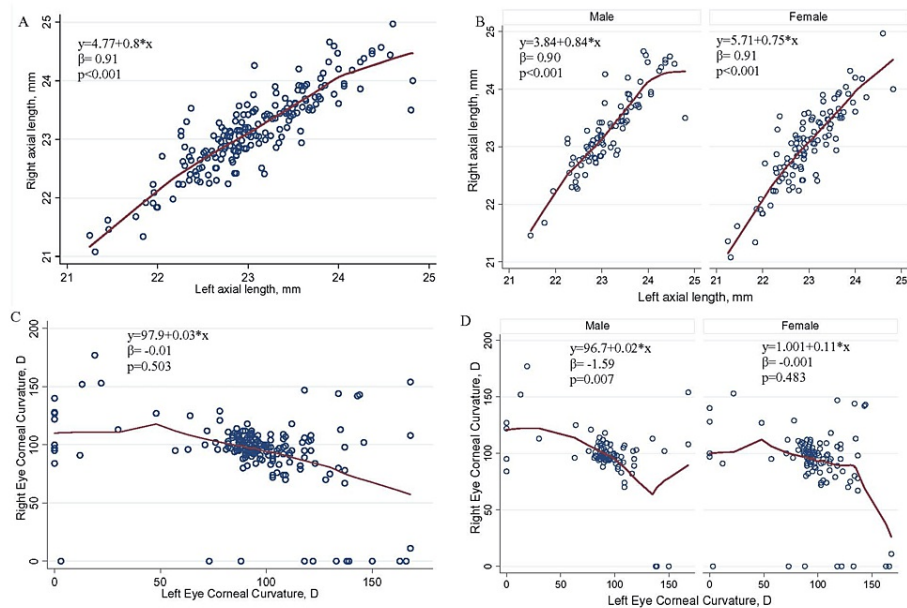 A
25
24
23
22
21
Right axial length, mm
y=4.77+0.8*x
β= 0.91
p<0.001
21 22 23 24 25
Left axial length, mm
B
Male Female
25
24
23
22
21
Right axial length, mm
y=3.84+0.84*x
β= 0.90
p<0.001
y=5.71+0.75*x
β= 0.91
p<0.001
21 22 23 24 25 21 22 23 24 25
Left axial length, mm
C
200
150
100
50
0
Right Eye Corneal Curvature, D
y=97.9+0.03*x
β= -0.01
p=0.503
0 50 100 150
Left Eye Corneal Curvature, D
D
Male Female
200
150
100
50
0
Right Eye Corneal Curvature, D
y=96.7+0.02*x
β= -1.59
p=0.007
y=1.001+0.11*x
β= -0.001
p=0.483
0 50 100 150 0 50 100 150
Left Eye Corneal Curvature, D